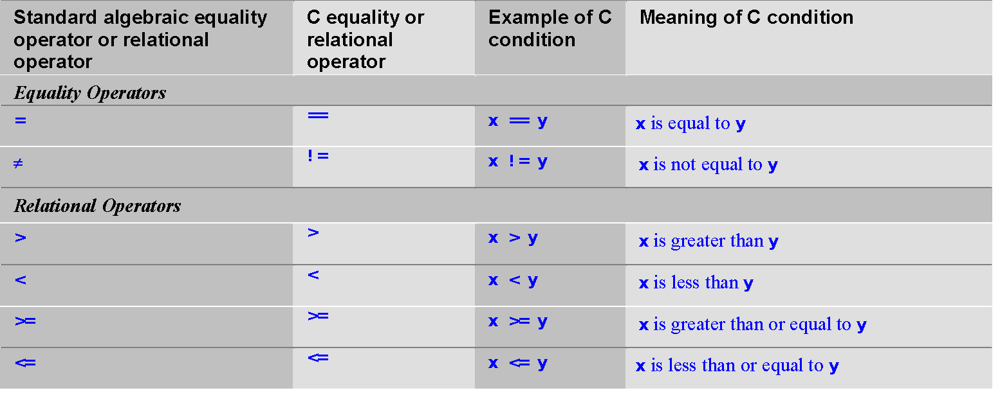 Standard algebraic equality operator or relational operator
C equality or relational operator
Example of C condition
Meaning of C condition
Equality Operators
= == x == y x is equal to y
≠ != x != y x is not equal to y
Relational Operators
> > x > y x is greater than y
< < x < y x is less than y
>= >= x >= y x is greater than or equal to y
<= <= x <= y x is less than or equal to y